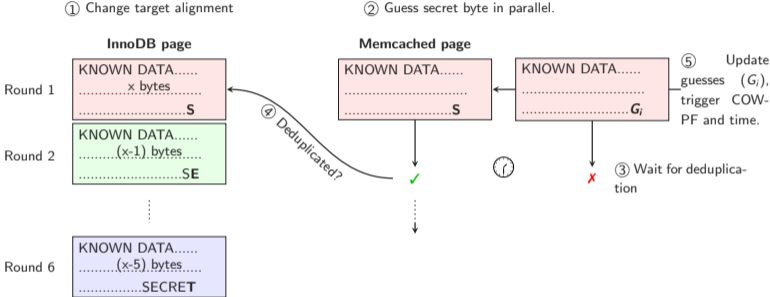 ① Change target alignment
② Guess secret byte in parallel.
InnoDB page
Memcached page
Round 1
KNOWN DATA......
.............x bytes.............
.................................S
KNOWN DATA......
.................................
.................................S
KNOWN DATA......
.................................
..............................Gᵢ
⑤ Update
guesses (Gᵢ),
trigger COW-
PF and time.
④ Deduplicated?
Round 2
KNOWN DATA......
..........(x-1) bytes.......
............................SE
③ Wait for deduplica-
tion
✓
✗
Round 6
KNOWN DATA......
..........(x-5) bytes.....
.................SECRET